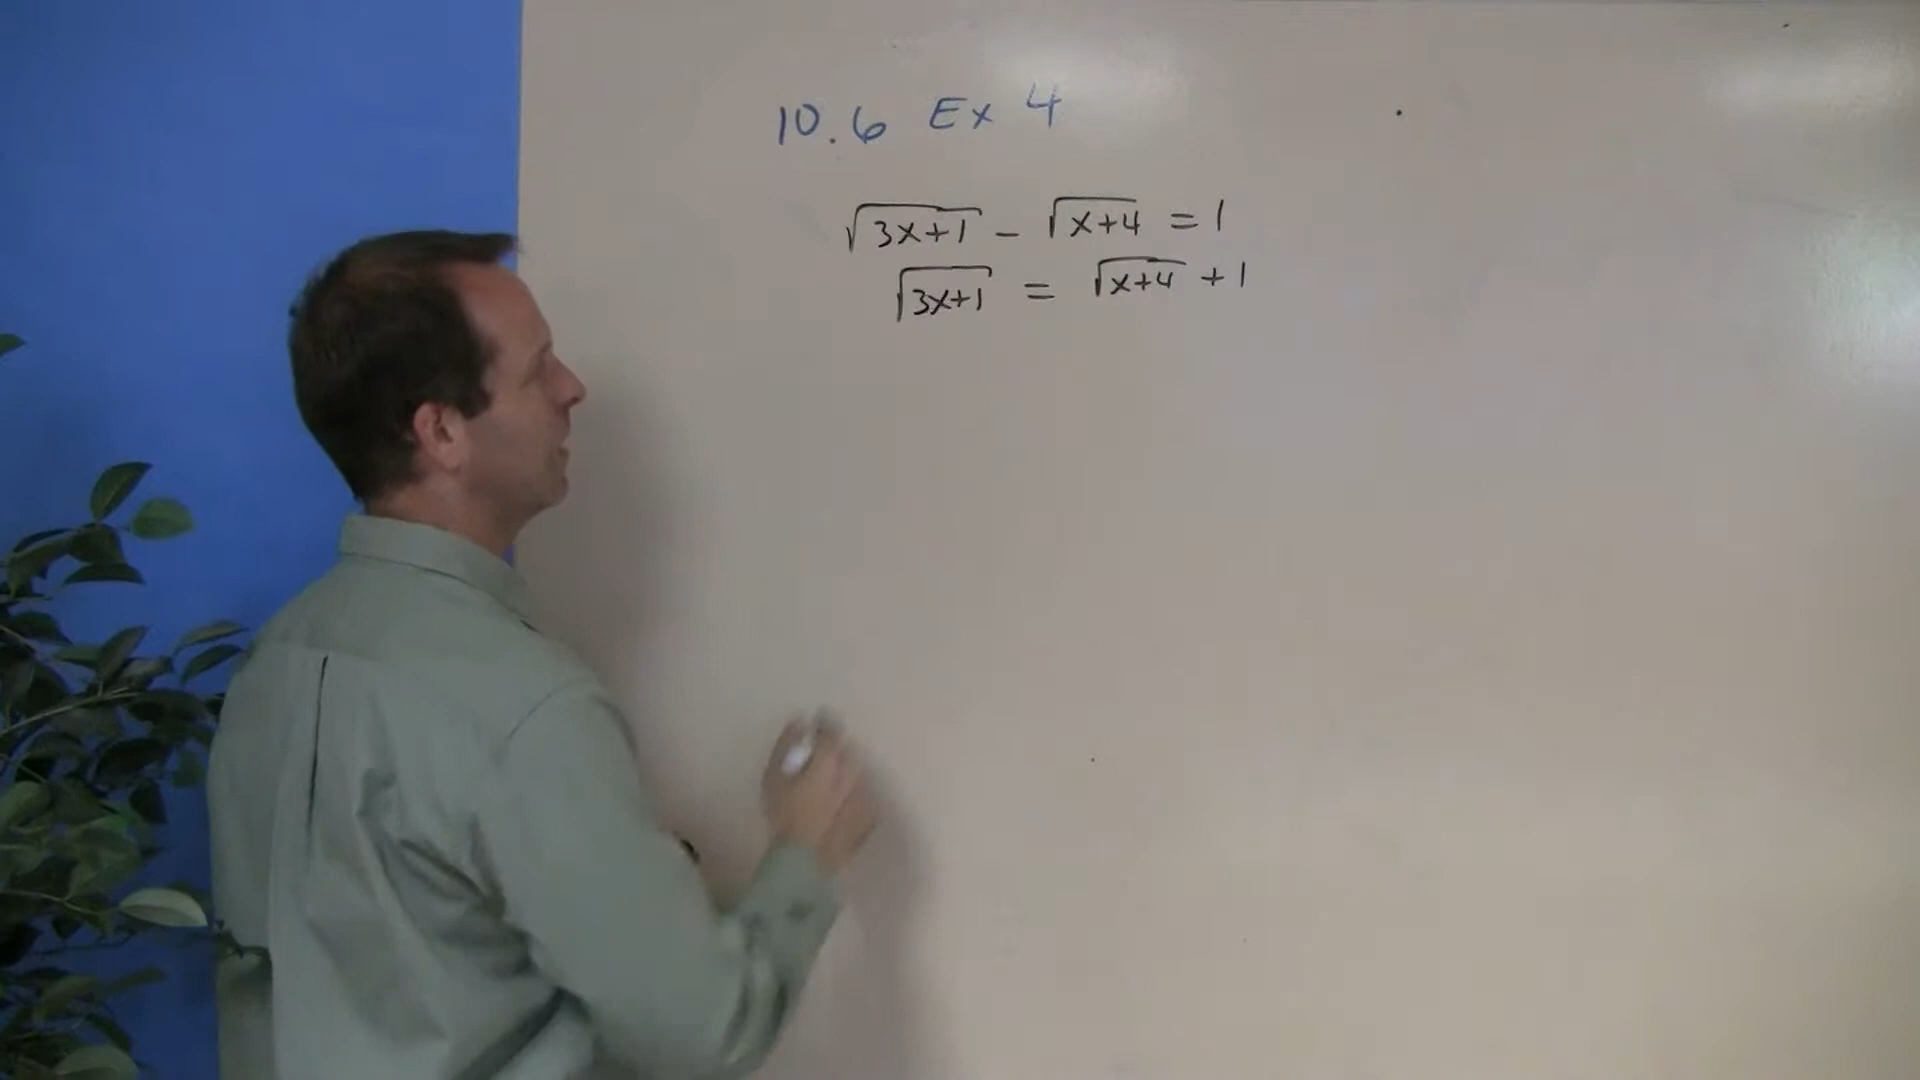 10.6 Ex 4
√3x+1 - √x+4 = 1
√3x+1 = √x+4 + 1